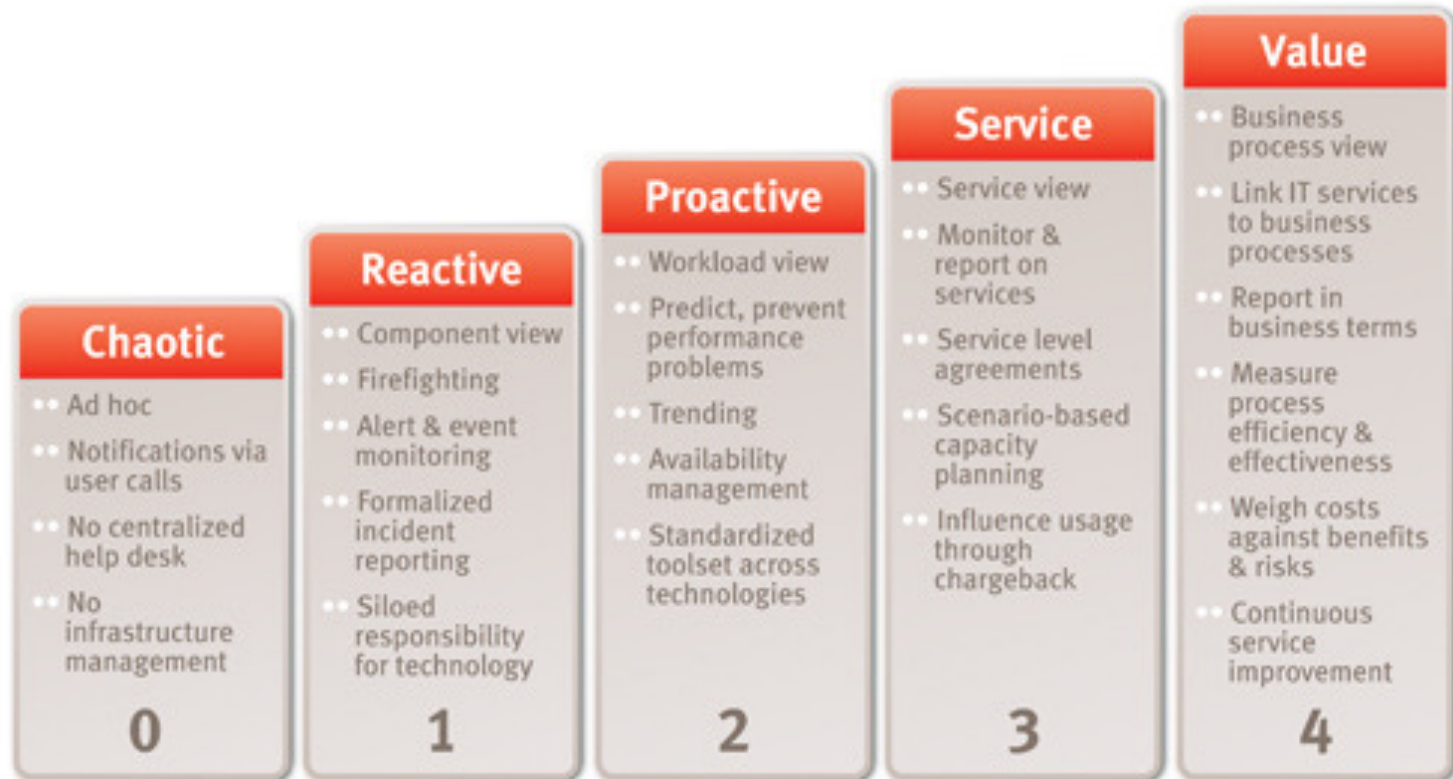 Chaotic
Ad hoc
Notifications via
user calls
No centralized
help desk
No
infrastructure
management
0
Reactive
Component view
Firefighting
Alert & event
monitoring
Formalized
incident
reporting
Siloed
responsibility
for technology
1
Proactive
Workload view
Predict, prevent
performance
problems
Trending
Availability
management
Standardized
toolset across
technologies
2
Service
Service view
Monitor &
report on
services
Service level
agreements
Scenario-based
capacity
planning
Influence usage
through
chargeback
3
Value
Business
process view
Link IT services
to business
processes
Report in
business terms
Measure
process
efficiency &
effectiveness
Weigh costs
against benefits
& risks
Continuous
service
improvement
4